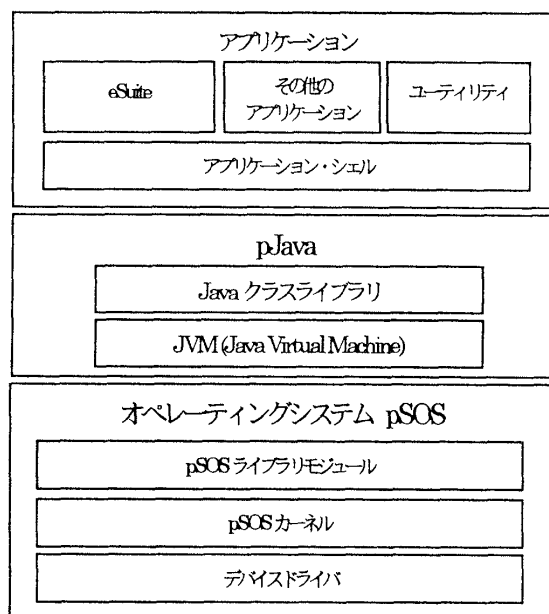 アプリケーション
eSuite
その他の
アプリケーション
ユーティリティ
アプリケーション・シェル
pJava
Java クラスライブラリ
JVM (Java Virtual Machine)
オペレーティングシステム pSOS
pSOS ライブラリモジュール
pSOS カーネル
デバイスドライバ